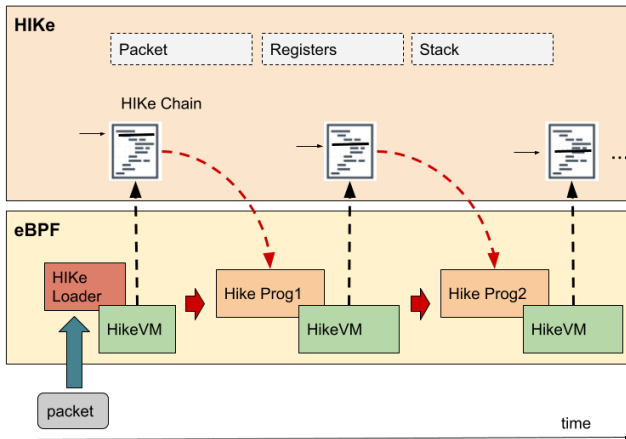 HIKe
Packet
Registers
Stack
HIKe Chain
...
eBPF
HIKe
Loader
HikeVM
Hike Prog1
HikeVM
Hike Prog2
HikeVM
packet
time